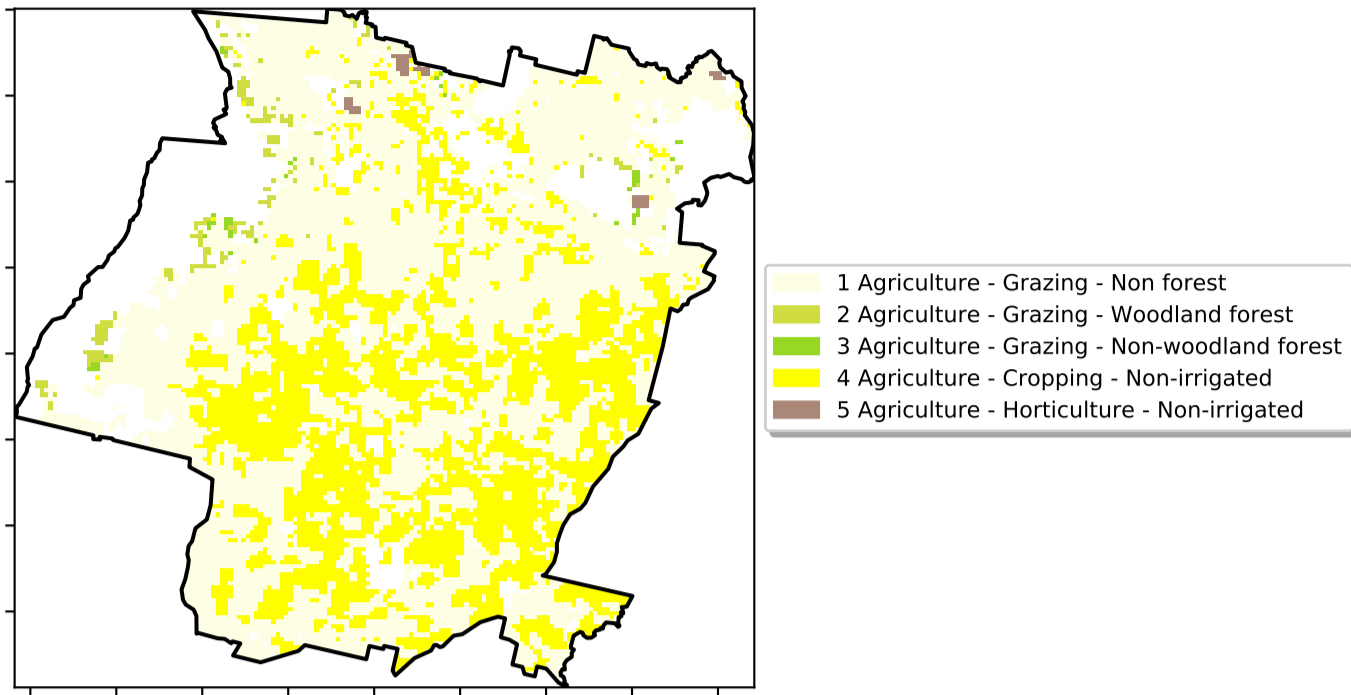 1 Agriculture - Grazing - Non forest
2 Agriculture - Grazing - Woodland forest
3 Agriculture - Grazing - Non-woodland forest
4 Agriculture - Cropping - Non-irrigated
5 Agriculture - Horticulture - Non-irrigated